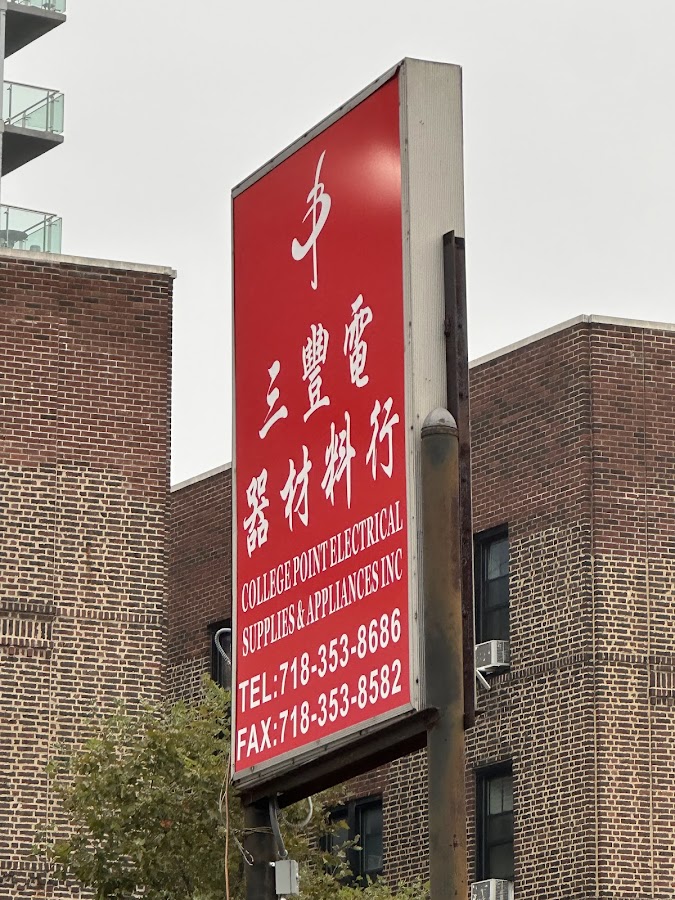 三豐電
器材料行
COLLEGE POINT ELECTRICAL
SUPPLIES & APPLIANCES INC
TEL:718-353-8686
FAX:718-353-8582